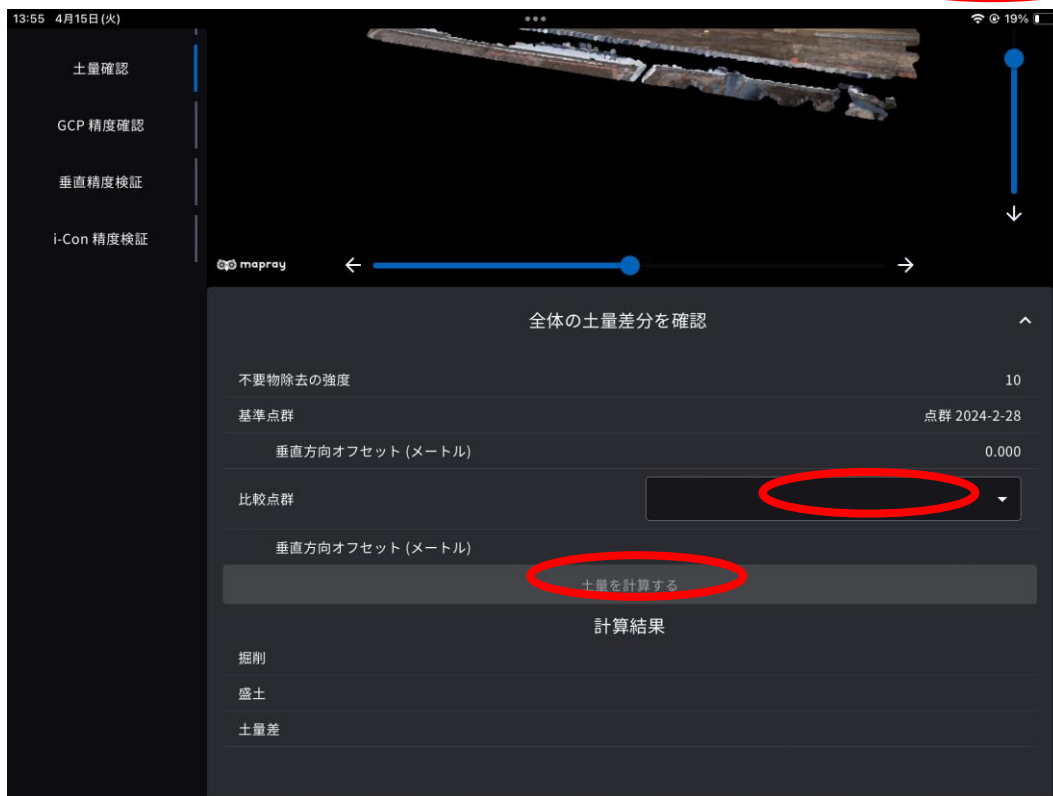 13:55 4月15日(火)
19%
土量確認
GCP 精度確認
垂直精度検証
i-Con 精度検証
mapray
全体の土量差分を確認
不要物除去の強度 10
基準点群 点群 2024-2-28
垂直方向オフセット (メートル) 0.000
比較点群
垂直方向オフセット (メートル)
土量を計算する
計算結果
掘削
盛土
土量差